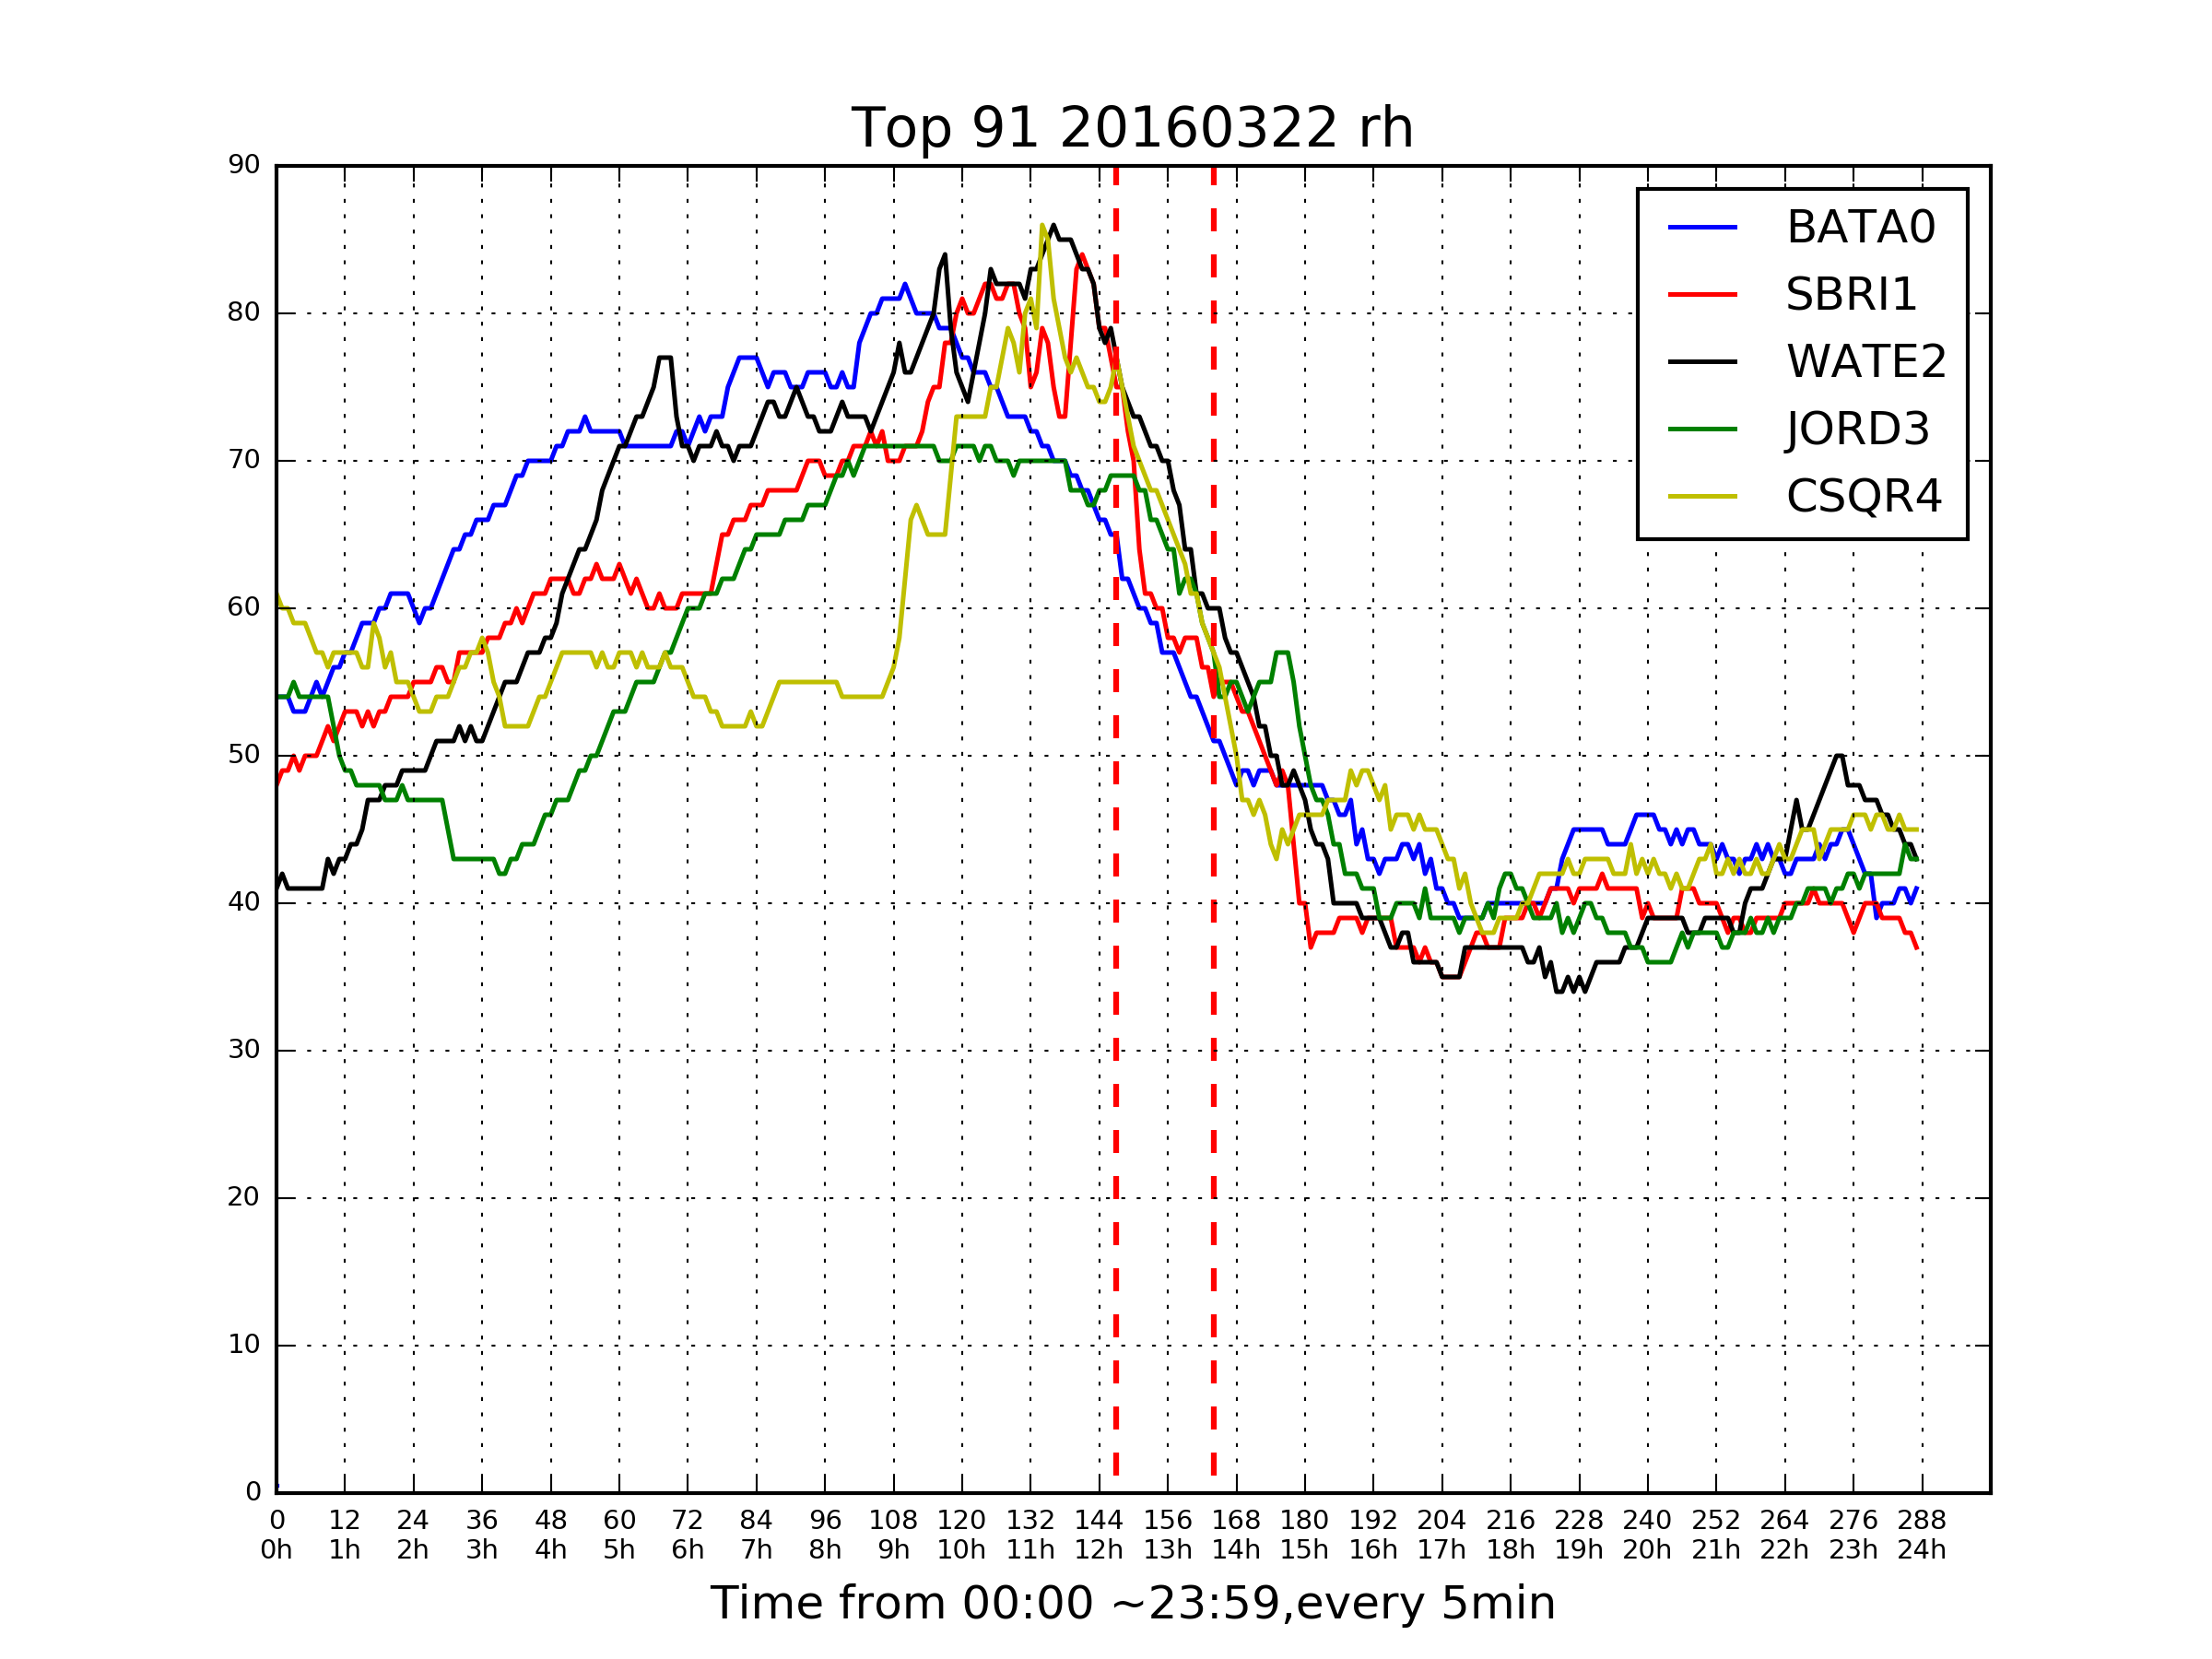 Top 91 20160322 rh
90
80
70
60
50
40
30
20
10
0
BATA0
SBRI1
WATE2
JORD3
CSQR4
0 12 24 36 48 60 72 84 96 108 120 132 144 156 168 180 192 204 216 228 240 252 264 276 288
0h 1h 2h 3h 4h 5h 6h 7h 8h 9h 10h 11h 12h 13h 14h 15h 16h 17h 18h 19h 20h 21h 22h 23h 24h
Time from 00:00 ~23:59,every 5min